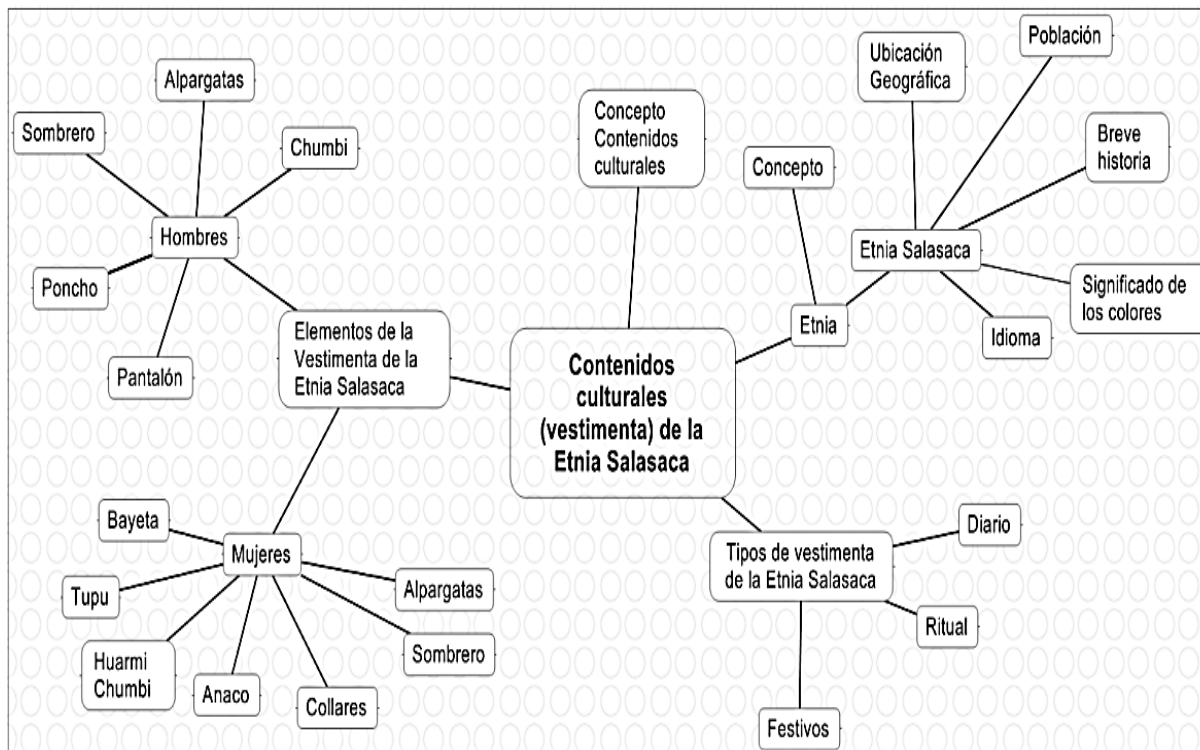 Alpargatas
Sombrero
Chumbi
Hombres
Poncho
Pantalón
Elementos de la
Vestimenta de la
Etnia Salasaca
Concepto
Contenidos
culturales
Concepto
Ubicación
Geográfica
Población
Breve
historia
Etnia Salasaca
Significado de
los colores
Idioma
Etnia
Contenidos
culturales
(vestimenta) de la
Etnia Salasaca
Bayeta
Mujeres
Tupu
Alpargatas
Huarmi
Chumbi
Anaco
Collares
Sombrero
Tipos de vestimenta
de la Etnia Salasaca
Diario
Ritual
Festivos